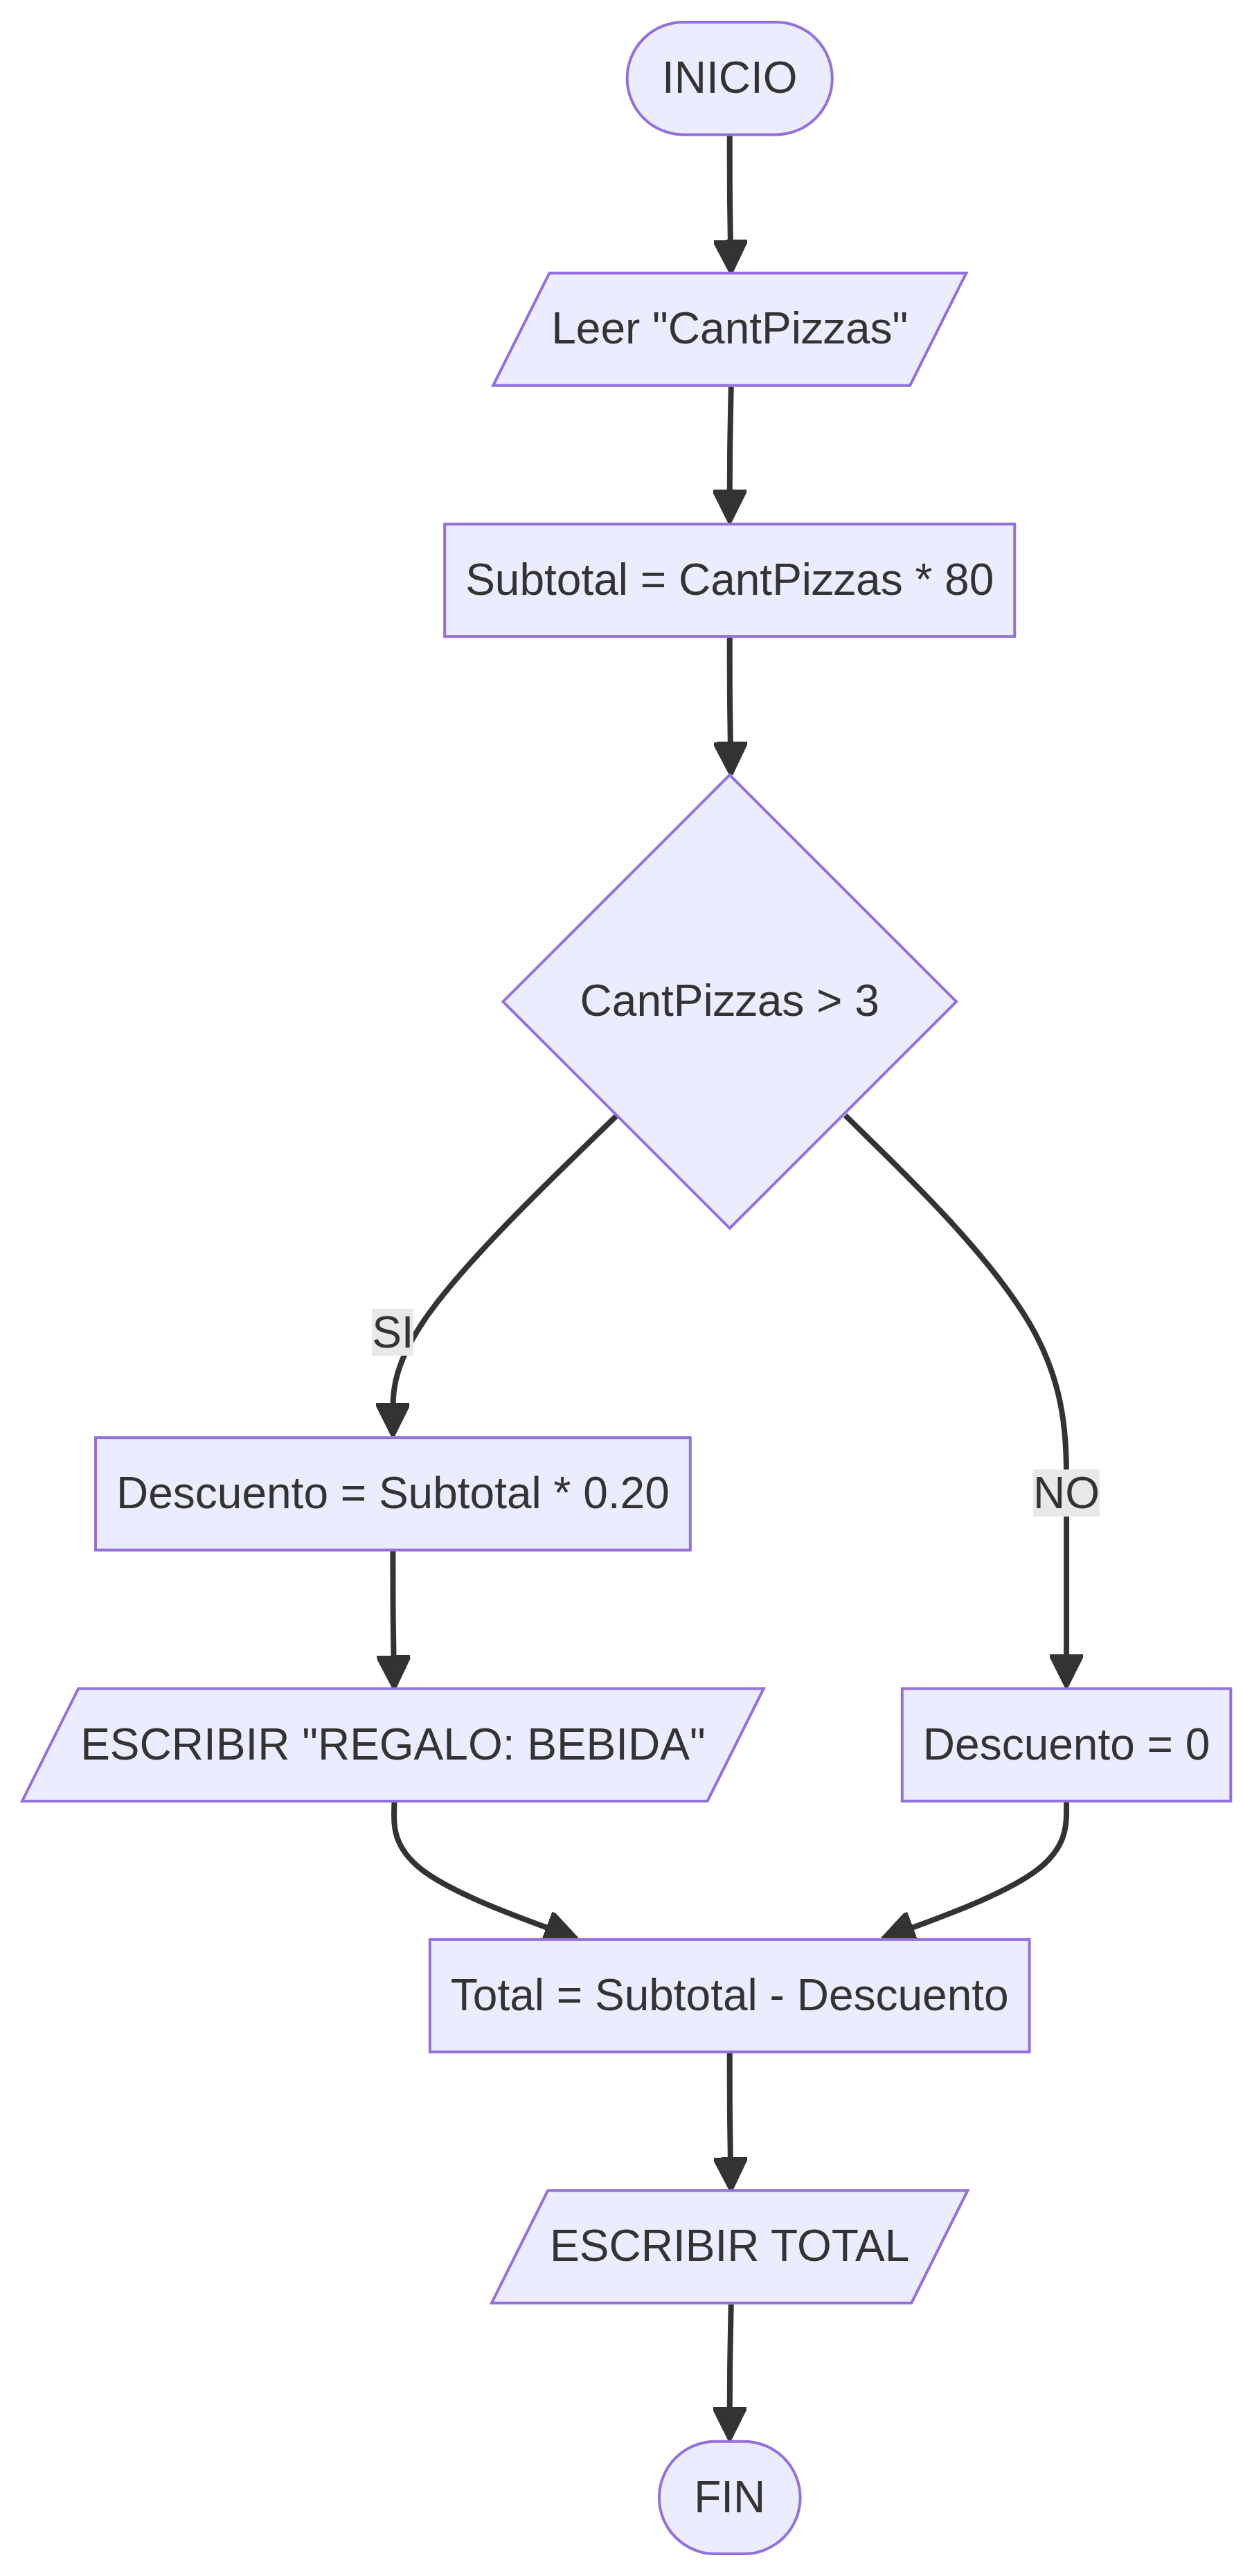 INICIO
Leer "CantPizzas"
Subtotal = CantPizzas * 80
CantPizzas > 3
SI
NO
Descuento = Subtotal * 0.20
ESCRIBIR "REGALO: BEBIDA"
Descuento = 0
Total = Subtotal - Descuento
ESCRIBIR TOTAL
FIN